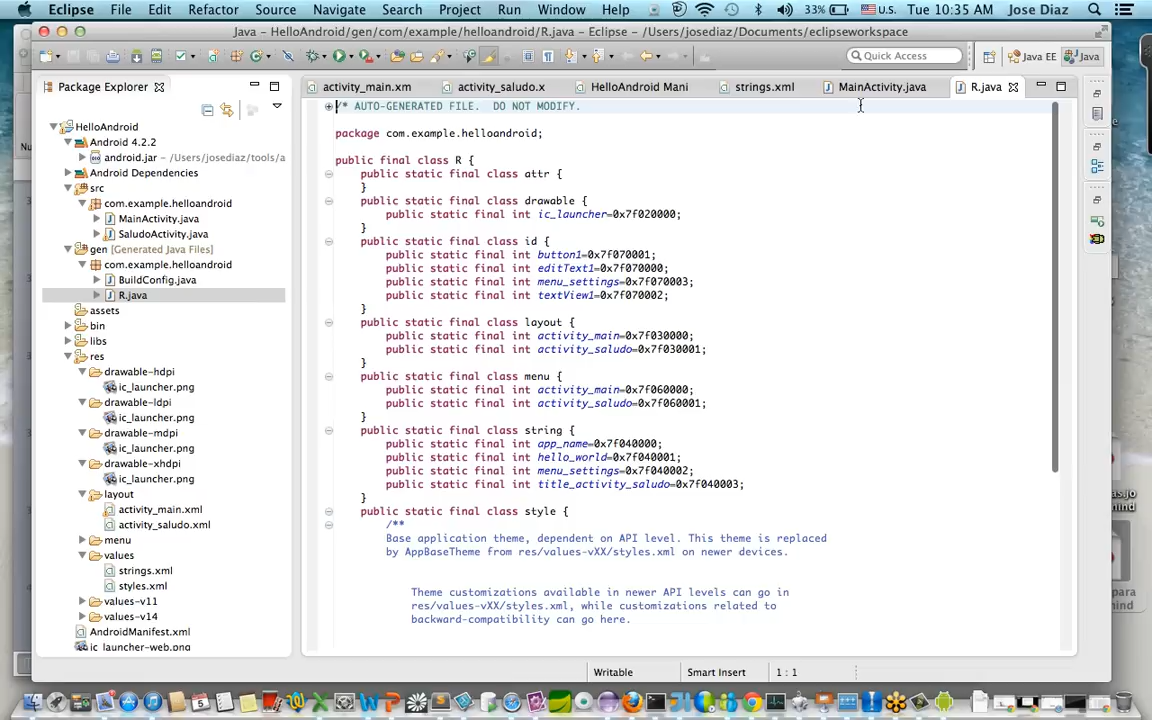 Eclipse File Edit Refactor Source Navigate Search Project Run Window Help 33% U.S. Tue 10:35 AM Jose Diaz
Java - HelloAndroid/gen/com/example/helloandroid/R.java - Eclipse - /Users/josediaz/Documents/eclipseworkspace
Quick Access Java EE Java
Package Explorer
activity_main.xm activity_saludo.x HelloAndroid Mani strings.xml MainActivity.java R.java
HelloAndroid
Android 4.2.2
android.jar - /Users/josediaz/tools/a
Android Dependencies
src
com.example.helloandroid
MainActivity.java
SaludoActivity.java
gen [Generated Java Files]
com.example.helloandroid
BuildConfig.java
R.java
assets
bin
libs
res
drawable-hdpi
ic_launcher.png
drawable-ldpi
ic_launcher.png
drawable-mdpi
ic_launcher.png
drawable-xhdpi
ic_launcher.png
layout
activity_main.xml
activity_saludo.xml
menu
values
strings.xml
styles.xml
values-v11
values-v14
AndroidManifest.xml
ic_launcher-web.png
/* AUTO-GENERATED FILE.  DO NOT MODIFY.
package com.example.helloandroid;
public final class R {
public static final class attr {
}
public static final class drawable {
public static final int ic_launcher=0x7f020000;
}
public static final class id {
public static final int button1=0x7f070001;
public static final int editText1=0x7f070000;
public static final int menu_settings=0x7f070003;
public static final int textView1=0x7f070002;
}
public static final class layout {
public static final int activity_main=0x7f030000;
public static final int activity_saludo=0x7f030001;
}
public static final class menu {
public static final int activity_main=0x7f060000;
public static final int activity_saludo=0x7f060001;
}
public static final class string {
public static final int app_name=0x7f040000;
public static final int hello_world=0x7f040001;
public static final int menu_settings=0x7f040002;
public static final int title_activity_saludo=0x7f040003;
}
public static final class style {
/**
Base application theme, dependent on API level. This theme is replaced
by AppBaseTheme from res/values-vXX/styles.xml on newer devices.
Theme customizations available in newer API levels can go in
res/values-vXX/styles.xml, while customizations related to
backward-compatibility can go here.
Writable Smart Insert 1 : 1
as.jo
mind
para
mind